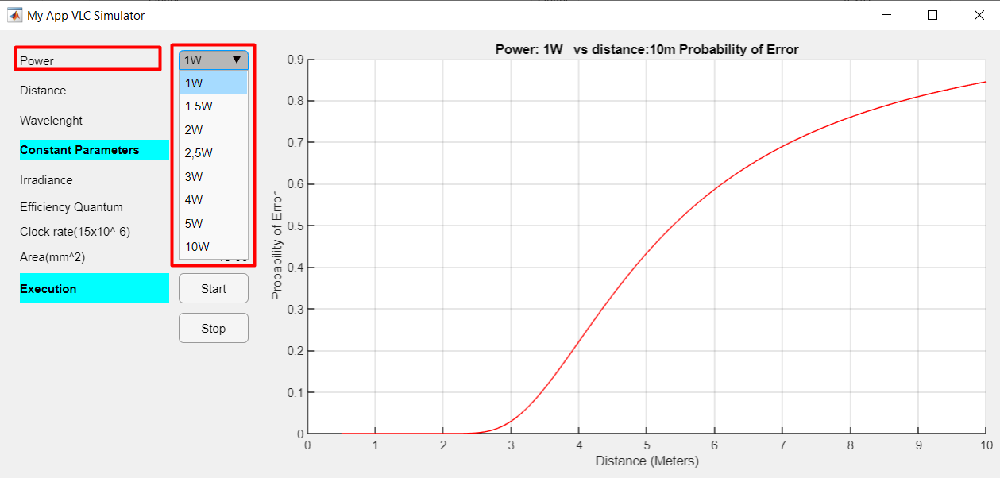 My App VLC Simulator
Power
1W
1W
1.5W
2W
2,5W
3W
4W
5W
10W
Distance
Wavelenght
Constant Parameters
Irradiance
Efficiency Quantum
Clock rate(15x10^-6)
Area(mm^2)
Execution
Start
Stop
Power: 1W vs distance:10m Probability of Error
Probability of Error
0.9
0.8
0.7
0.6
0.5
0.4
0.3
0.2
0.1
0
0 1 2 3 4 5 6 7 8 9 10
Distance (Meters)